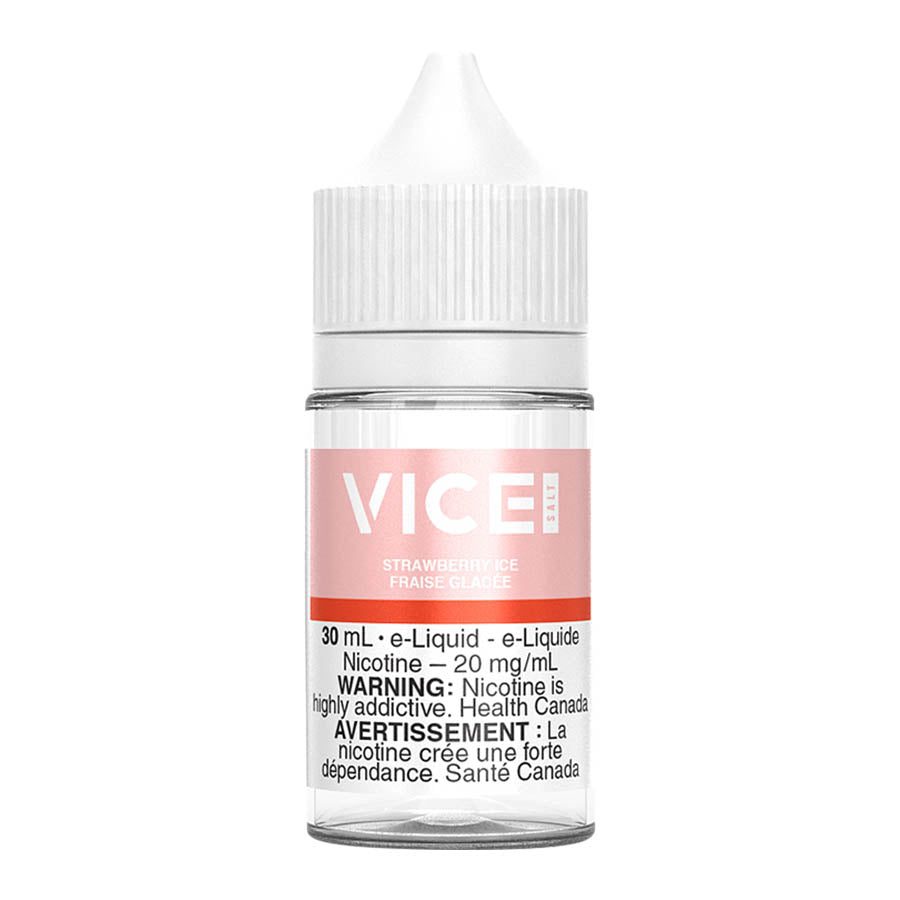 VICE SALT
STRAWBERRY ICE
FRAISE GLACÉE
30 mL • e-Liquid - e-Liquide
Nicotine — 20 mg/mL
WARNING: Nicotine is
highly addictive. Health Canada
AVERTISSEMENT : La
nicotine crée une forte
dépendance. Santé Canada